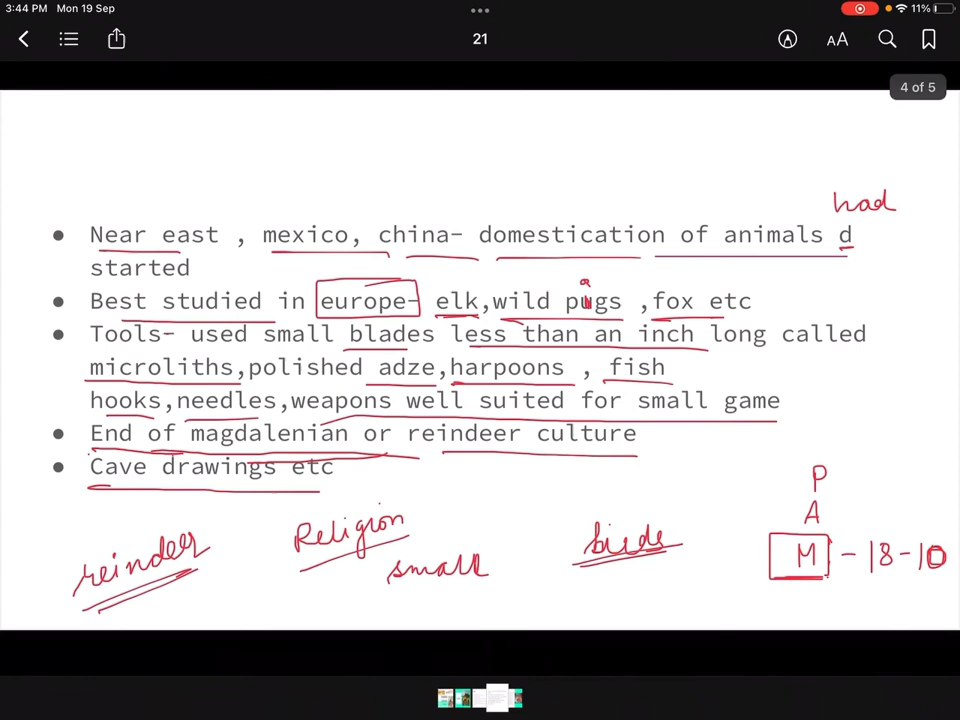 3:44 PM Mon 19 Sep
11%
21
AA
4 of 5
had
Near east , mexico, china- domestication of animals d
started
Best studied in europe- elk,wild pugs ,fox etc
a
Tools- used small blades less than an inch long called
microliths,polished adze,harpoons , fish
hooks,needles,weapons well suited for small game
End of magdalenian or reindeer culture
Cave drawings etc
P
A
M - 18-10
reindeer
Religion
small
birds